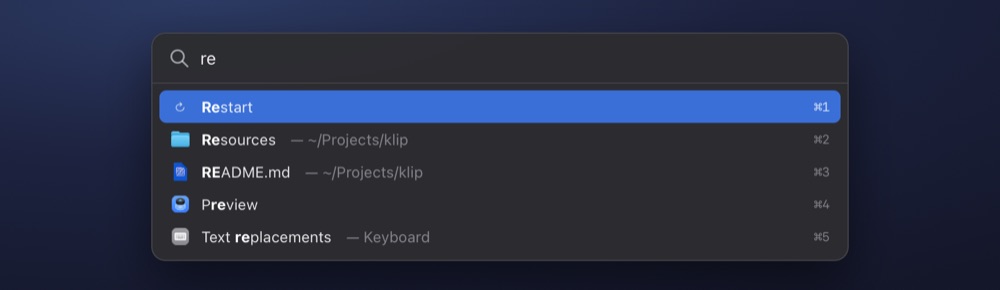 re
Restart ⌘1
Resources — ~/Projects/klip ⌘2
README.md — ~/Projects/klip ⌘3
Preview ⌘4
Text replacements — Keyboard ⌘5